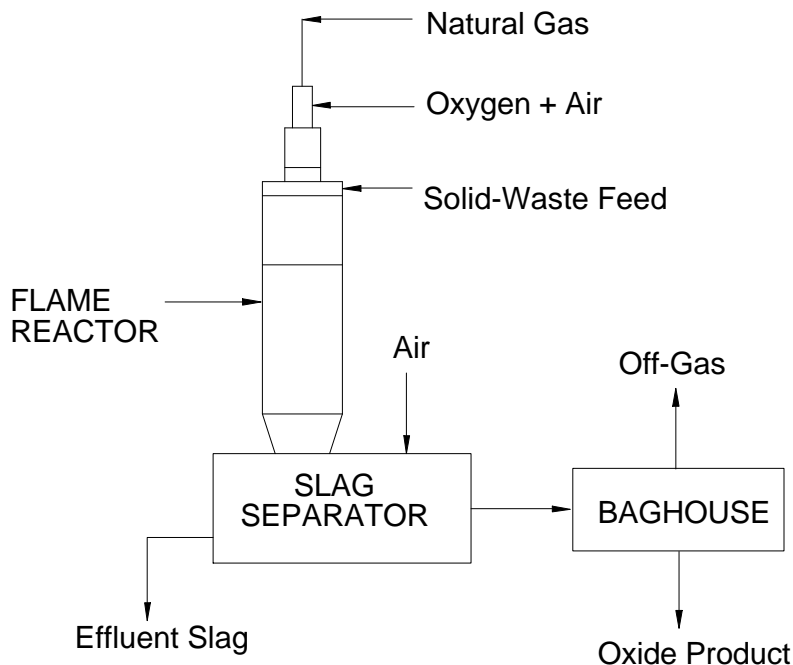 Natural Gas
Oxygen + Air
Solid-Waste Feed
FLAME
REACTOR
Air
Off-Gas
SLAG
SEPARATOR
BAGHOUSE
Effluent Slag
Oxide Product